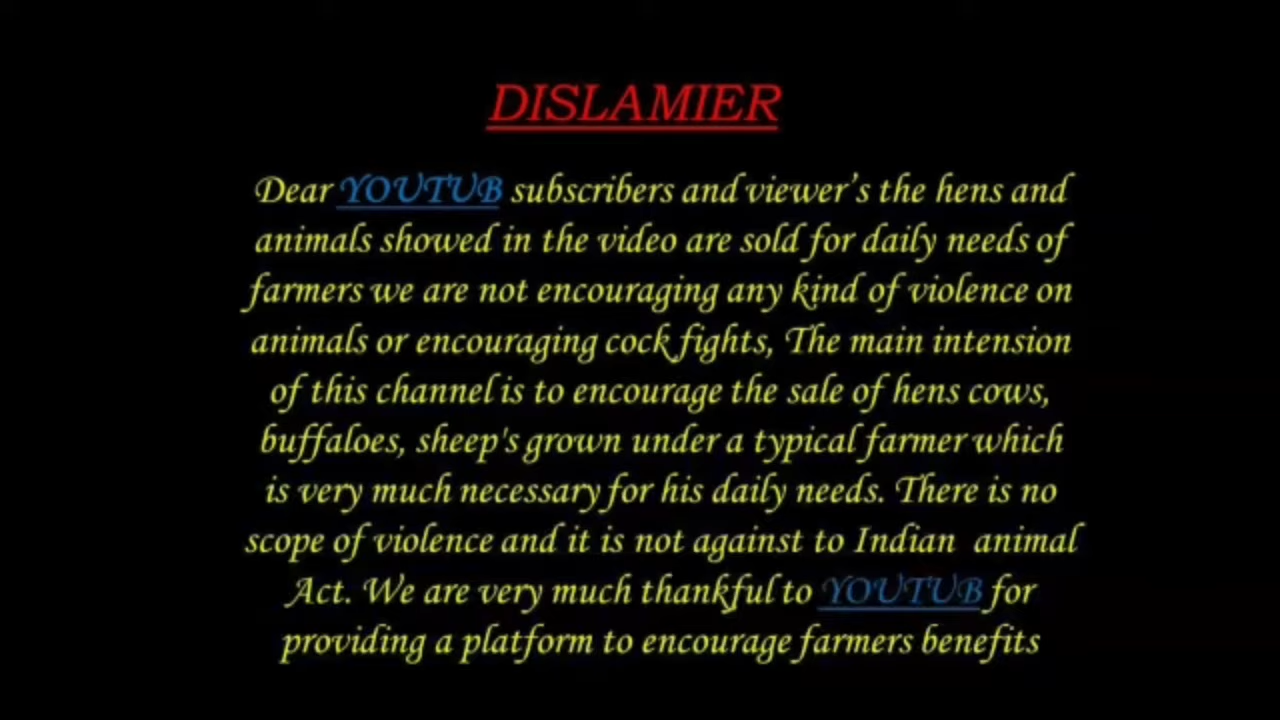 DISLAMIER
Dear YOUTUB subscribers and viewer's the hens and
animals showed in the video are sold for daily needs of
farmers we are not encouraging any kind of violence on
animals or encouraging cock fights, The main intension
of this channel is to encourage the sale of hens cows,
buffaloes, sheep's grown under a typical farmer which
is very much necessary for his daily needs. There is no
scope of violence and it is not against to Indian animal
Act. We are very much thankful to YOUTUB for
providing a platform to encourage farmers benefits